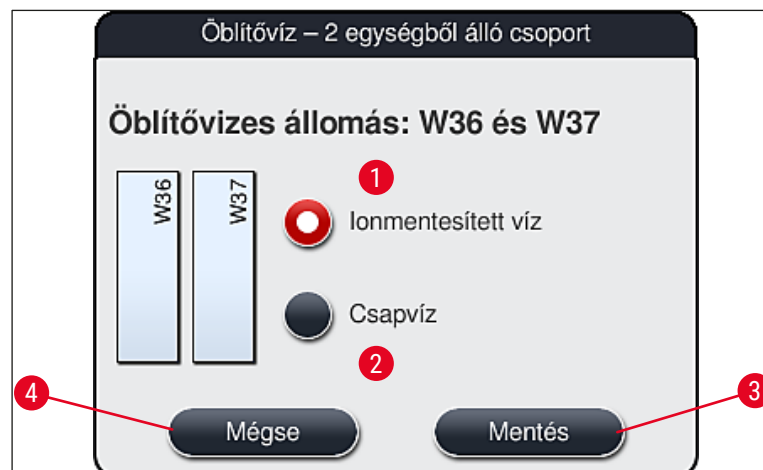 Öblítővíz – 2 egységből álló csoport
Öblítővizes állomás: W36 és W37
W36
W37
1
Ionmentesített víz
Csapvíz
2
4
3
Mégse
Mentés